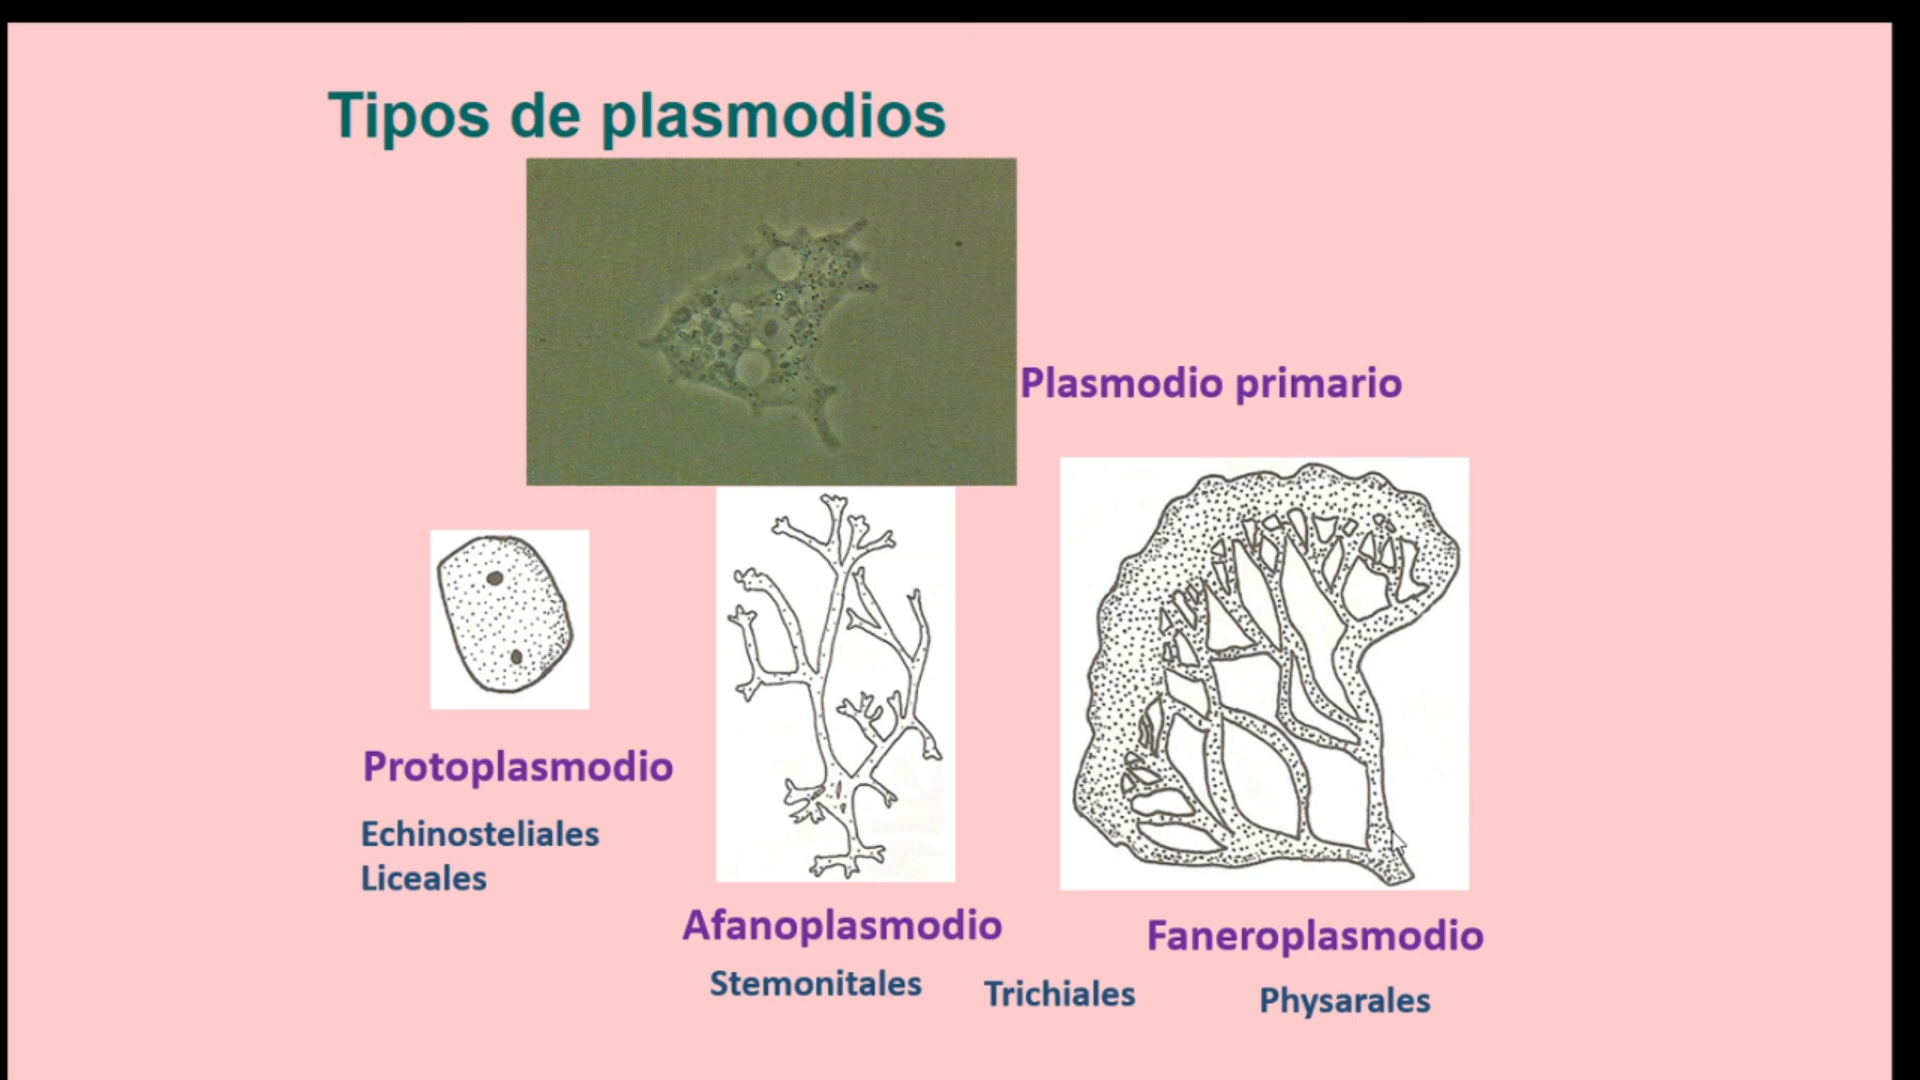 Tipos de plasmodios
Plasmodio primario
Protoplasmodio
Echinosteliales
Liceales
Afanoplasmodio
Stemonitales
Trichiales
Faneroplasmodio
Physarales